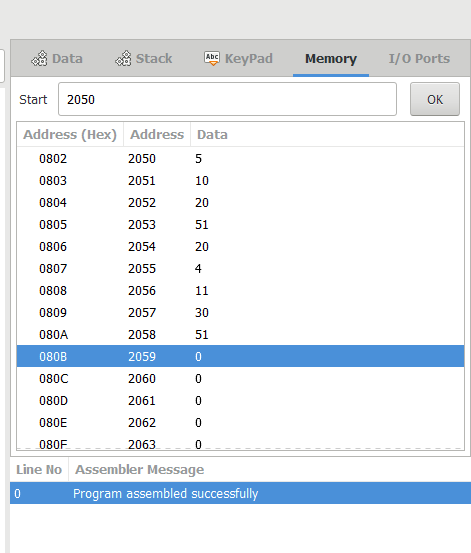 Data Stack Abc KeyPad Memory I/O Ports
Start 2050 OK
Address (Hex) Address Data
0802 2050 5
0803 2051 10
0804 2052 20
0805 2053 51
0806 2054 20
0807 2055 4
0808 2056 11
0809 2057 30
080A 2058 51
080B 2059 0
080C 2060 0
080D 2061 0
080E 2062 0
080F 2063 0
Line No Assembler Message
0 Program assembled successfully